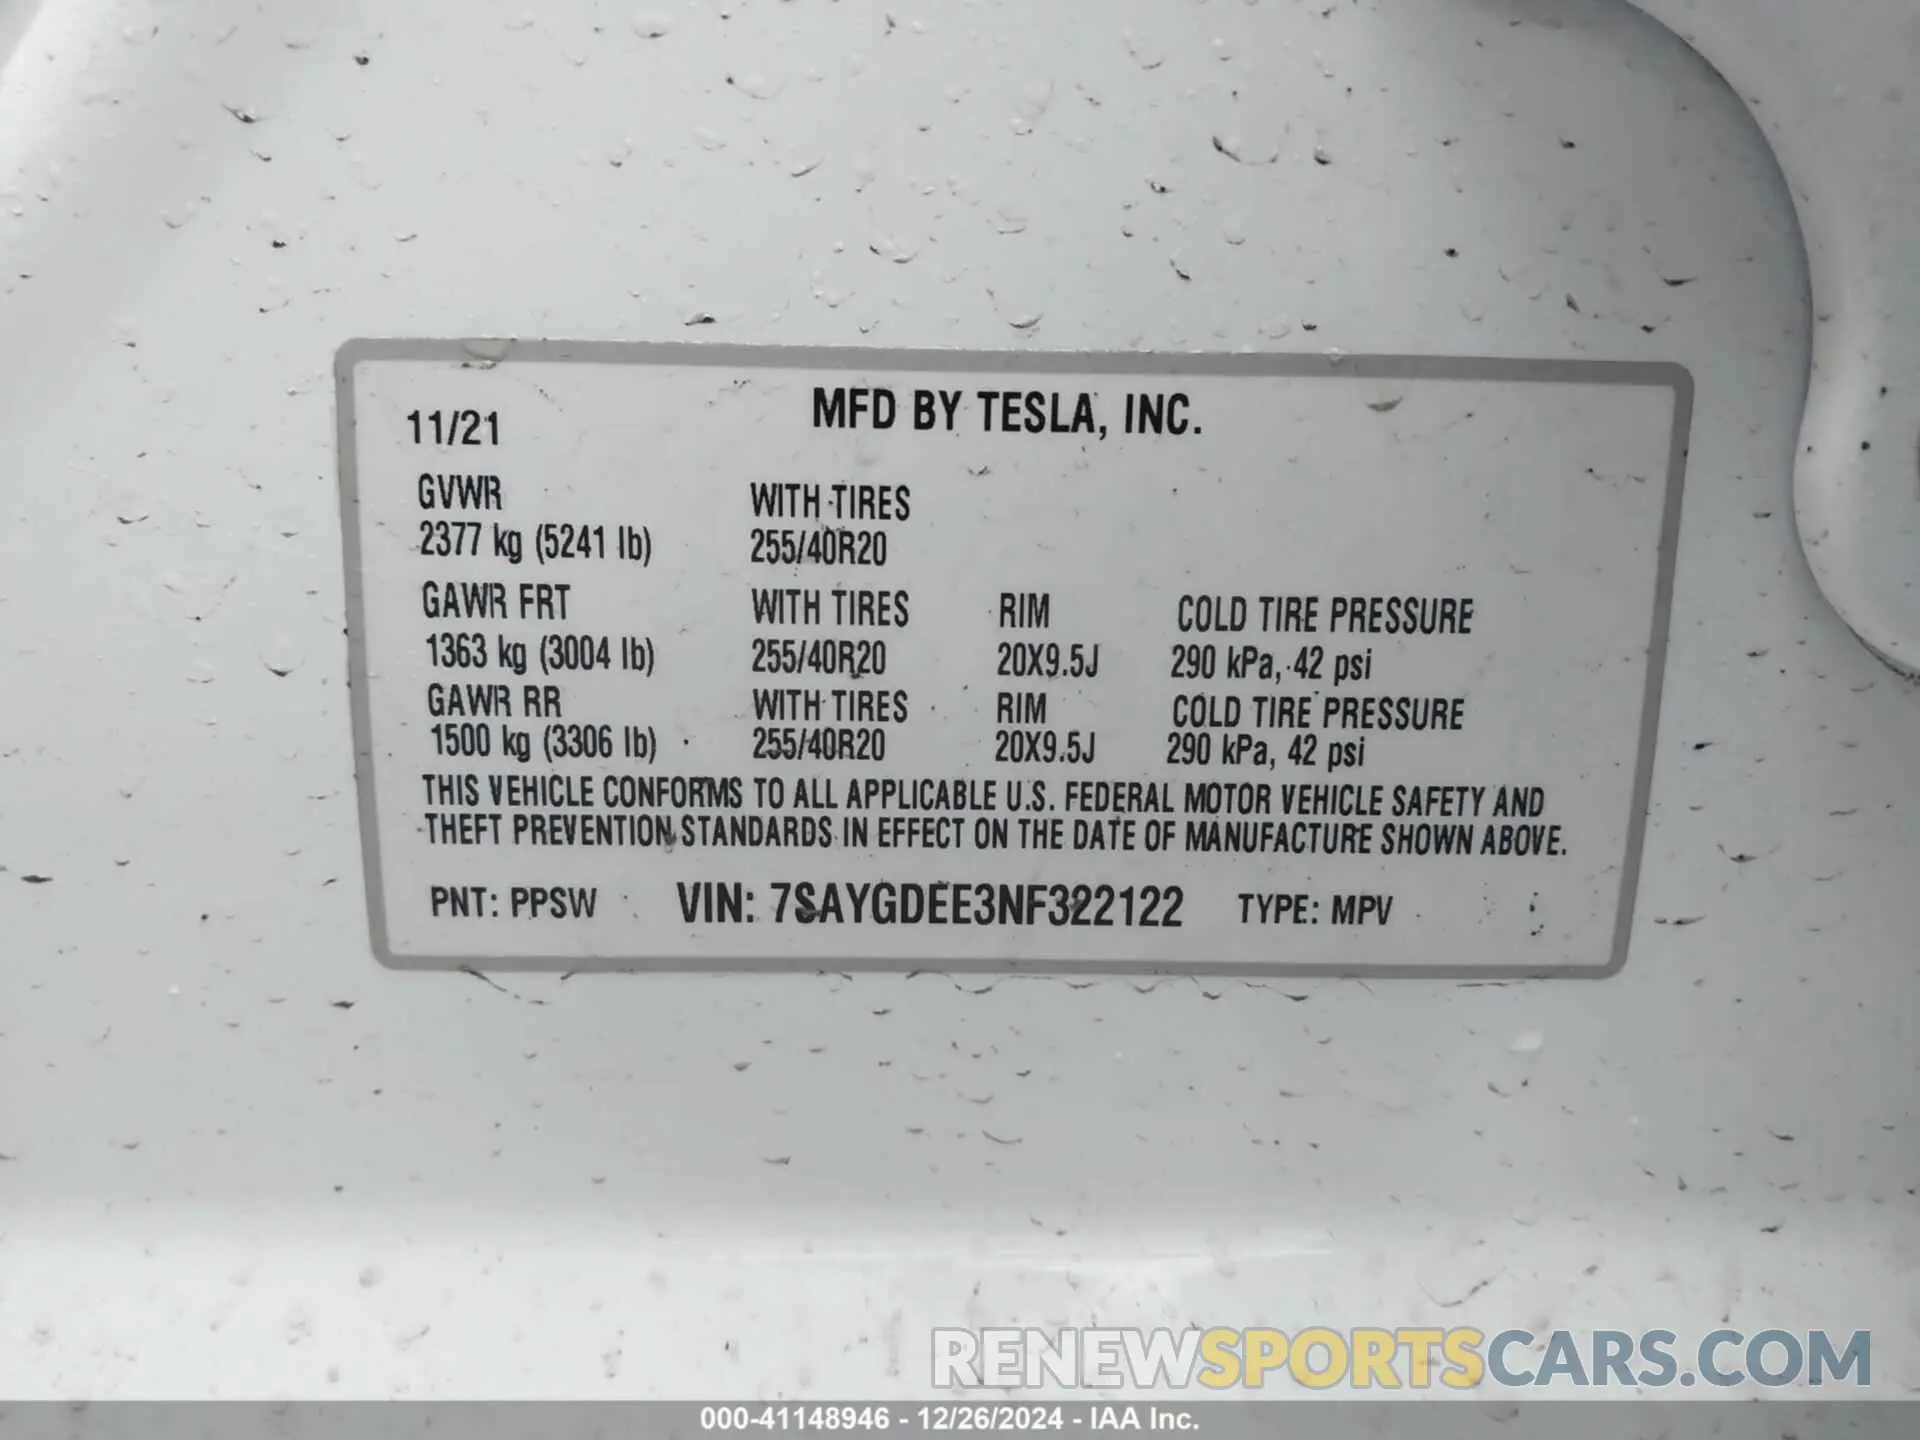 MFD BY TESLA, INC.
11/21
GVWR WITH TIRES
2377 kg (5241 lb) 255/40R20
GAWR FRT WITH TIRES RIM COLD TIRE PRESSURE
1363 kg (3004 lb) 255/40R20 20X9.5J 290 kPa, 42 psi
GAWR RR WITH TIRES RIM COLD TIRE PRESSURE
1500 kg (3306 lb) 255/40R20 20X9.5J 290 kPa, 42 psi
THIS VEHICLE CONFORMS TO ALL APPLICABLE U.S. FEDERAL MOTOR VEHICLE SAFETY AND
THEFT PREVENTION STANDARDS IN EFFECT ON THE DATE OF MANUFACTURE SHOWN ABOVE.
PNT: PPSW VIN: 7SAYGDEE3NF322122 TYPE: MPV
RENEWSPORTSCARS.COM
000-41148946 - 12/26/2024 - IAA Inc.